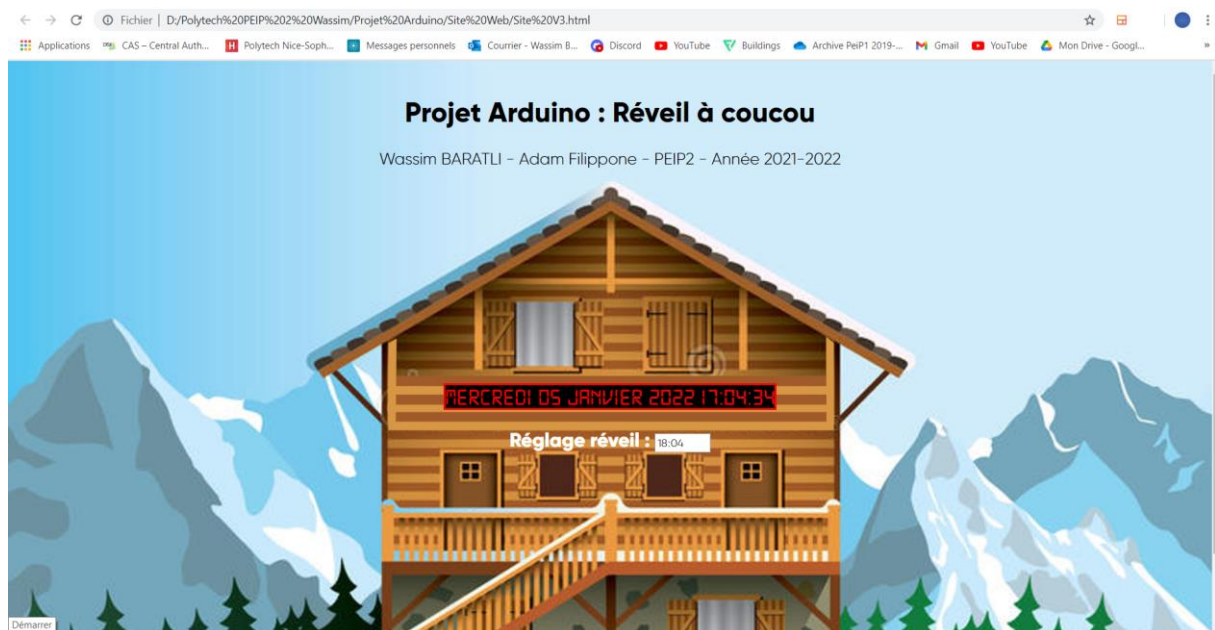 Fichier | D:/Polytech%20PEIP%202%20Wassim/Projet%20Arduino/Site%20Web/Site%20V3.html
Applications CAS – Central Auth... Polytech Nice-Soph... Messages personnels Courrier - Wassim B... Discord YouTube Buildings Archive PeiP1 2019-... Gmail YouTube Mon Drive - Googl... »
Projet Arduino : Réveil à coucou
Wassim BARATLI - Adam Filippone - PEIP2 - Année 2021-2022
MERCREDI 05 JANVIER 2022 17:04:34
Réglage réveil : 18:04
Démarrer